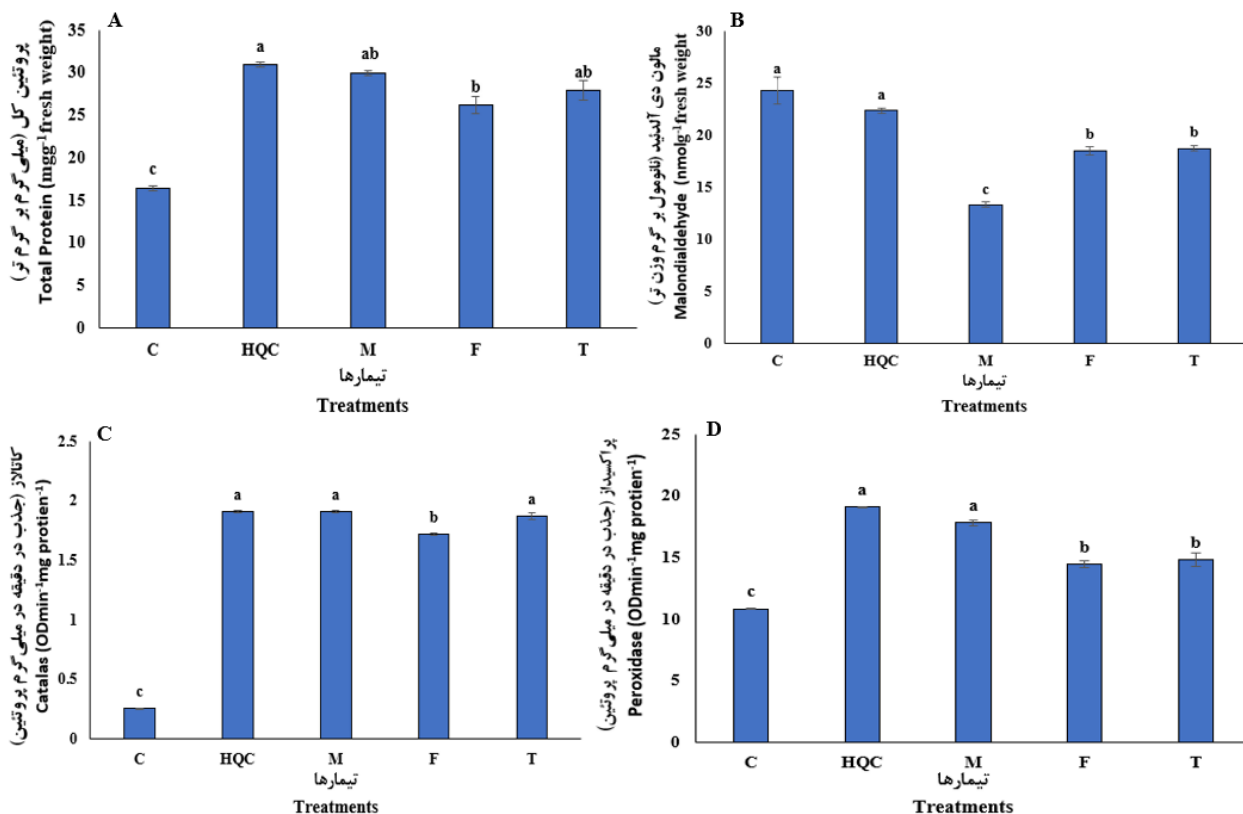 A
پروتئین کل (میلی گرم بر گرم تر)
Total Protein (mgg⁻¹fresh weight)
35
30
25
20
15
10
5
0
c
a
ab
b
ab
C HQC M F T
تیمارها
Treatments
B
مالون دی آلدئید (نانومول بر گرم وزن تر)
Malondialdehyde (nmolg⁻¹fresh weight)
30
25
20
15
10
5
0
a
a
c
b
b
C HQC M F T
تیمارها
Treatments
C
کاتالاز (جذب در دقیقه در میلی گرم پروتئین)
Catalas (ODmin⁻¹mg protien⁻¹)
2.5
2
1.5
1
0.5
0
c
a
a
b
a
C HQC M F T
تیمارها
Treatments
D
پراکسیداز (جذب در دقیقه در میلی گرم پروتئین)
Peroxidase (ODmin⁻¹mg protien⁻¹)
25
20
15
10
5
0
c
a
a
b
b
C HQC M F T
تیمارها
Treatments